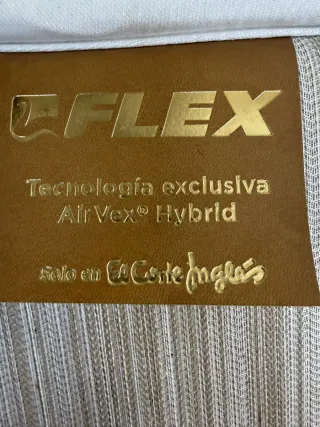 FLEX
Tecnología exclusiva
AirVex® Hybrid
Solo en El Corte Inglés